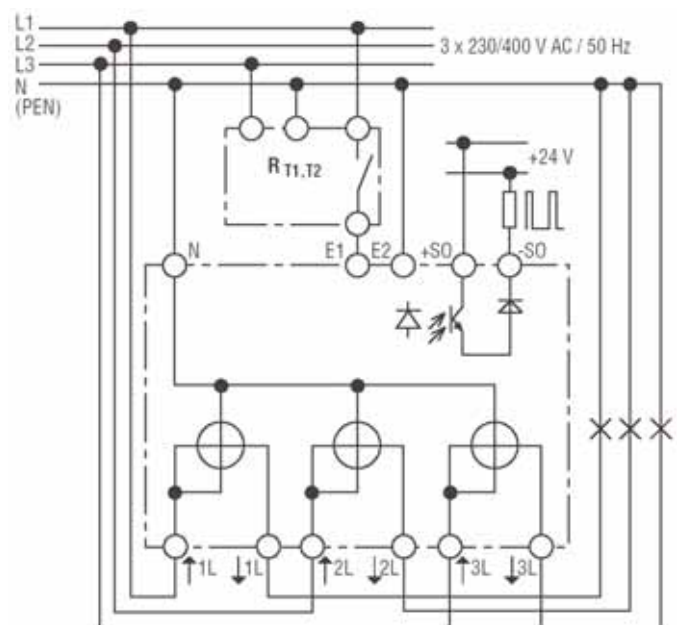 L1
L2
L3
N
(PEN)
3 x 230/400 V AC / 50 Hz
R T1.T2
+24 V
N
E1
E2
+SO
-SO
1L
1L
2L
2L
3L
3L